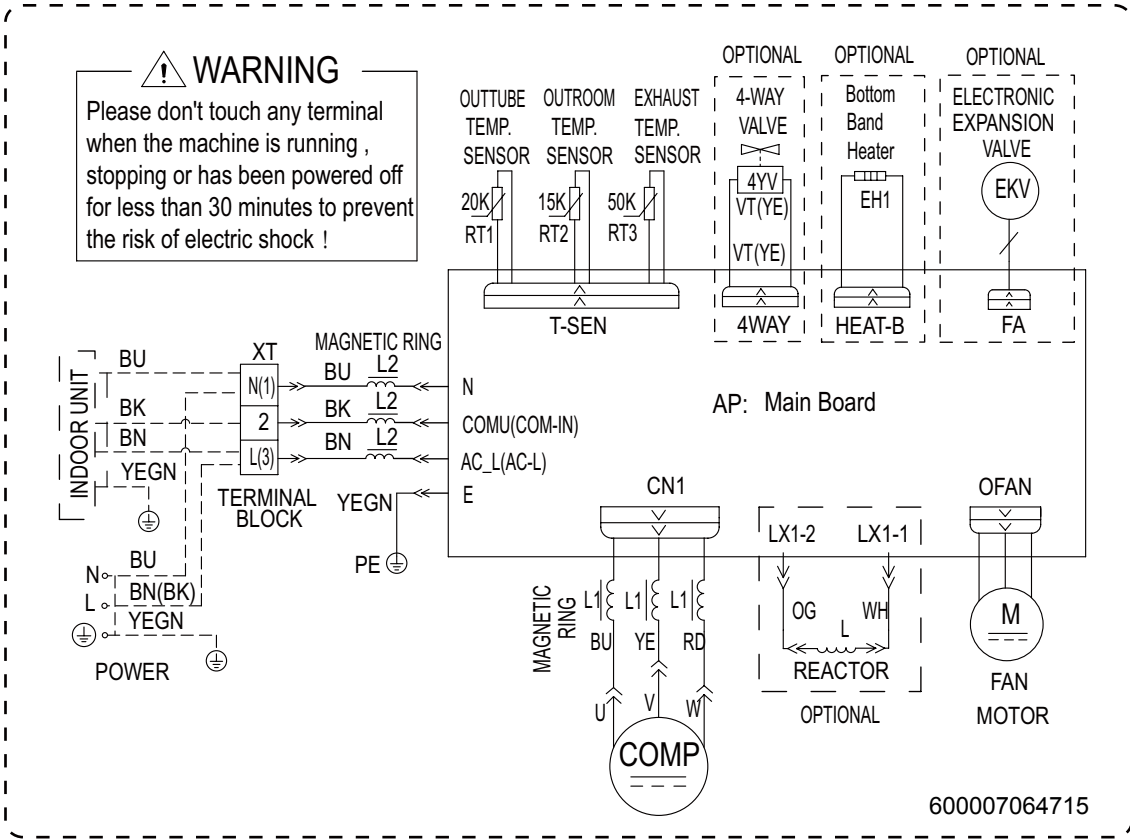 WARNING
Please don't touch any terminal
when the machine is running ,
stopping or has been powered off
for less than 30 minutes to prevent
the risk of electric shock !
OUTTUBE
TEMP.
SENSOR
20K
RT1
OUTROOM
TEMP.
SENSOR
15K
RT2
EXHAUST
TEMP.
SENSOR
50K
RT3
T-SEN
OPTIONAL
4-WAY
VALVE
4YV
VT(YE)
VT(YE)
4WAY
OPTIONAL
Bottom
Band
Heater
EH1
HEAT-B
OPTIONAL
ELECTRONIC
EXPANSION
VALVE
EKV
FA
INDOOR UNIT
BU
BK
BN
YEGN
XT
N(1)
2
L(3)
TERMINAL
BLOCK
MAGNETIC RING
BU
L2
BK
L2
BN
L2
YEGN
PE
N
COMU(COM-IN)
AC_L(AC-L)
E
AP: Main Board
N
BU
L
BN(BK)
YEGN
POWER
CN1
MAGNETIC
RING
L1
L1
L1
BU
YE
RD
U
V
W
COMP
LX1-2
LX1-1
OG
WH
L
REACTOR
OPTIONAL
OFAN
M
FAN
MOTOR
600007064715